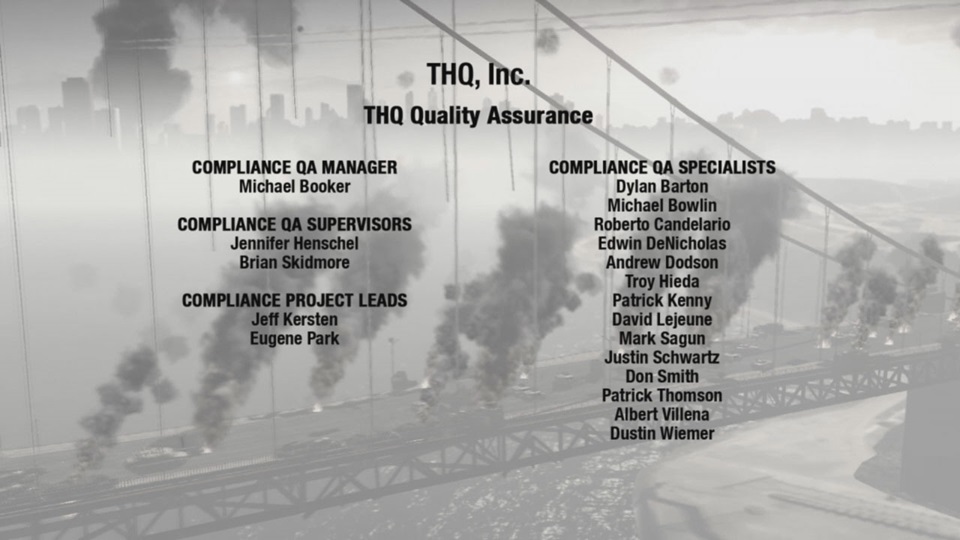 THQ, Inc.
THQ Quality Assurance
COMPLIANCE QA MANAGER
Michael Booker
COMPLIANCE QA SUPERVISORS
Jennifer Henschel
Brian Skidmore
COMPLIANCE PROJECT LEADS
Jeff Kersten
Eugene Park
COMPLIANCE QA SPECIALISTS
Dylan Barton
Michael Bowlin
Roberto Candelario
Edwin DeNicholas
Andrew Dodson
Troy Hieda
Patrick Kenny
David Lejeune
Mark Sagun
Justin Schwartz
Don Smith
Patrick Thomson
Albert Villena
Dustin Wiemer